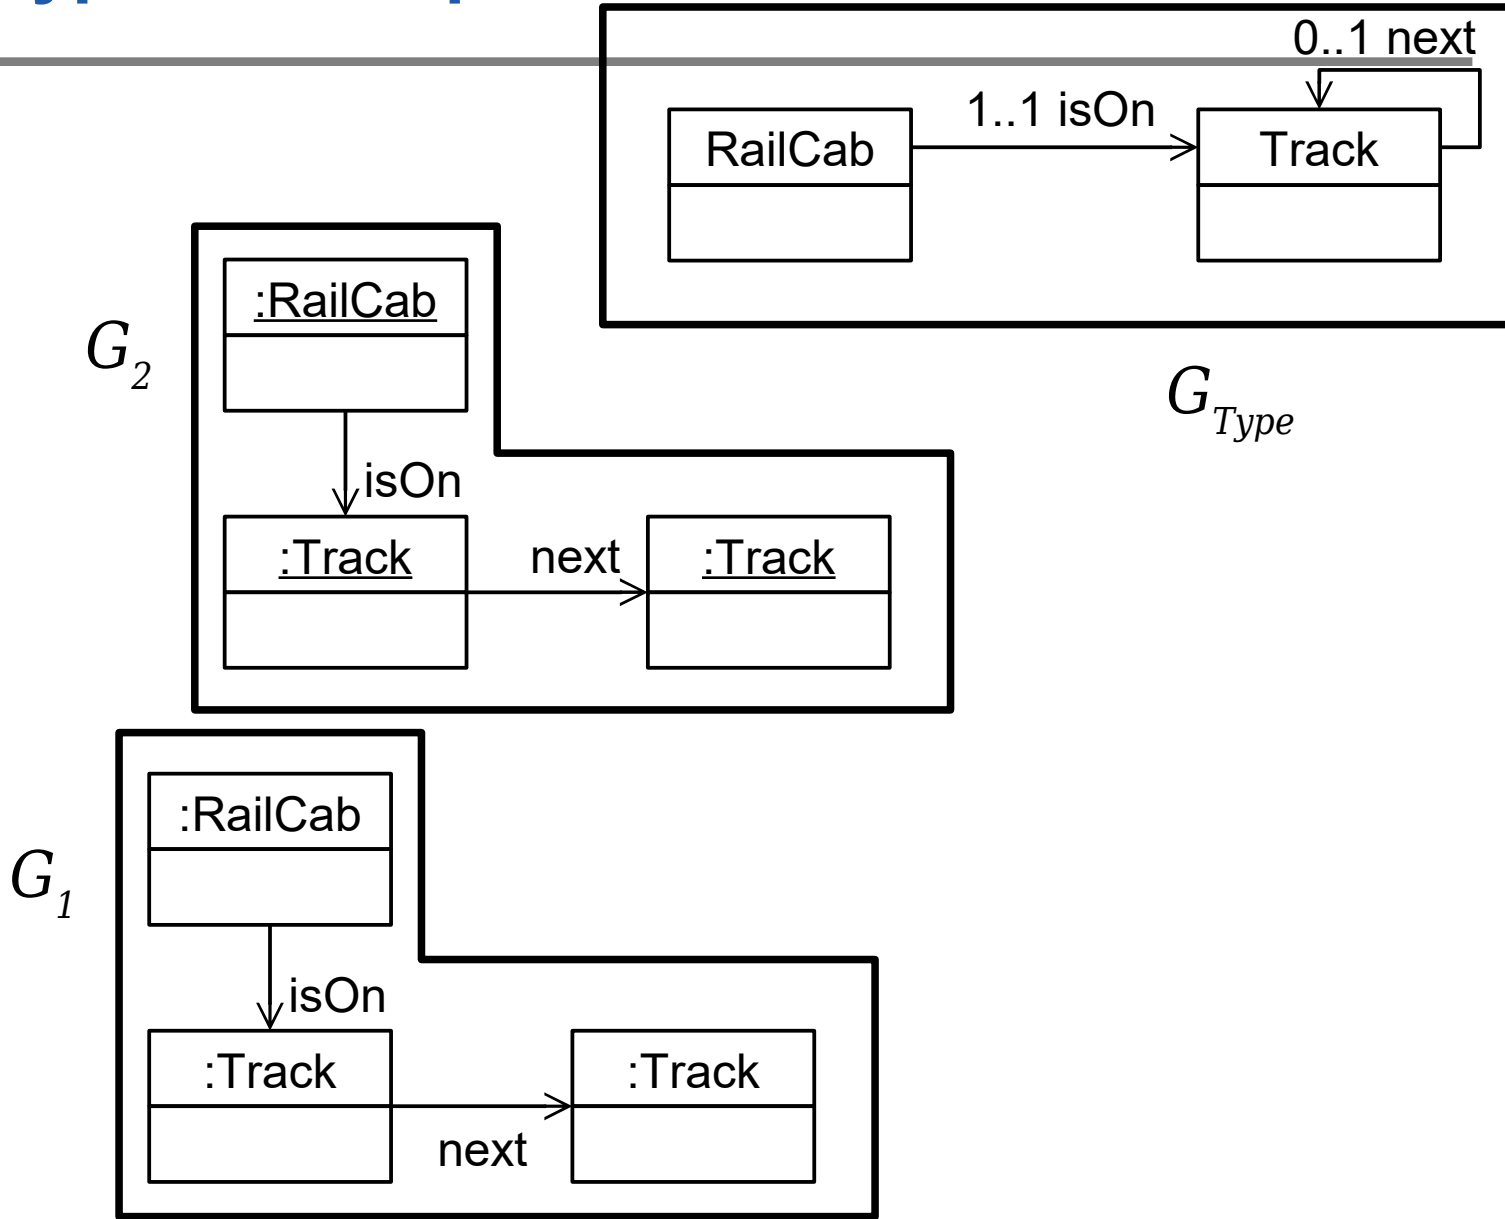 0..1 next
1..1 isOn
RailCab
Track
:RailCab
G2
GType
isOn
:Track
next
:Track
:RailCab
G1
isOn
:Track
:Track
next